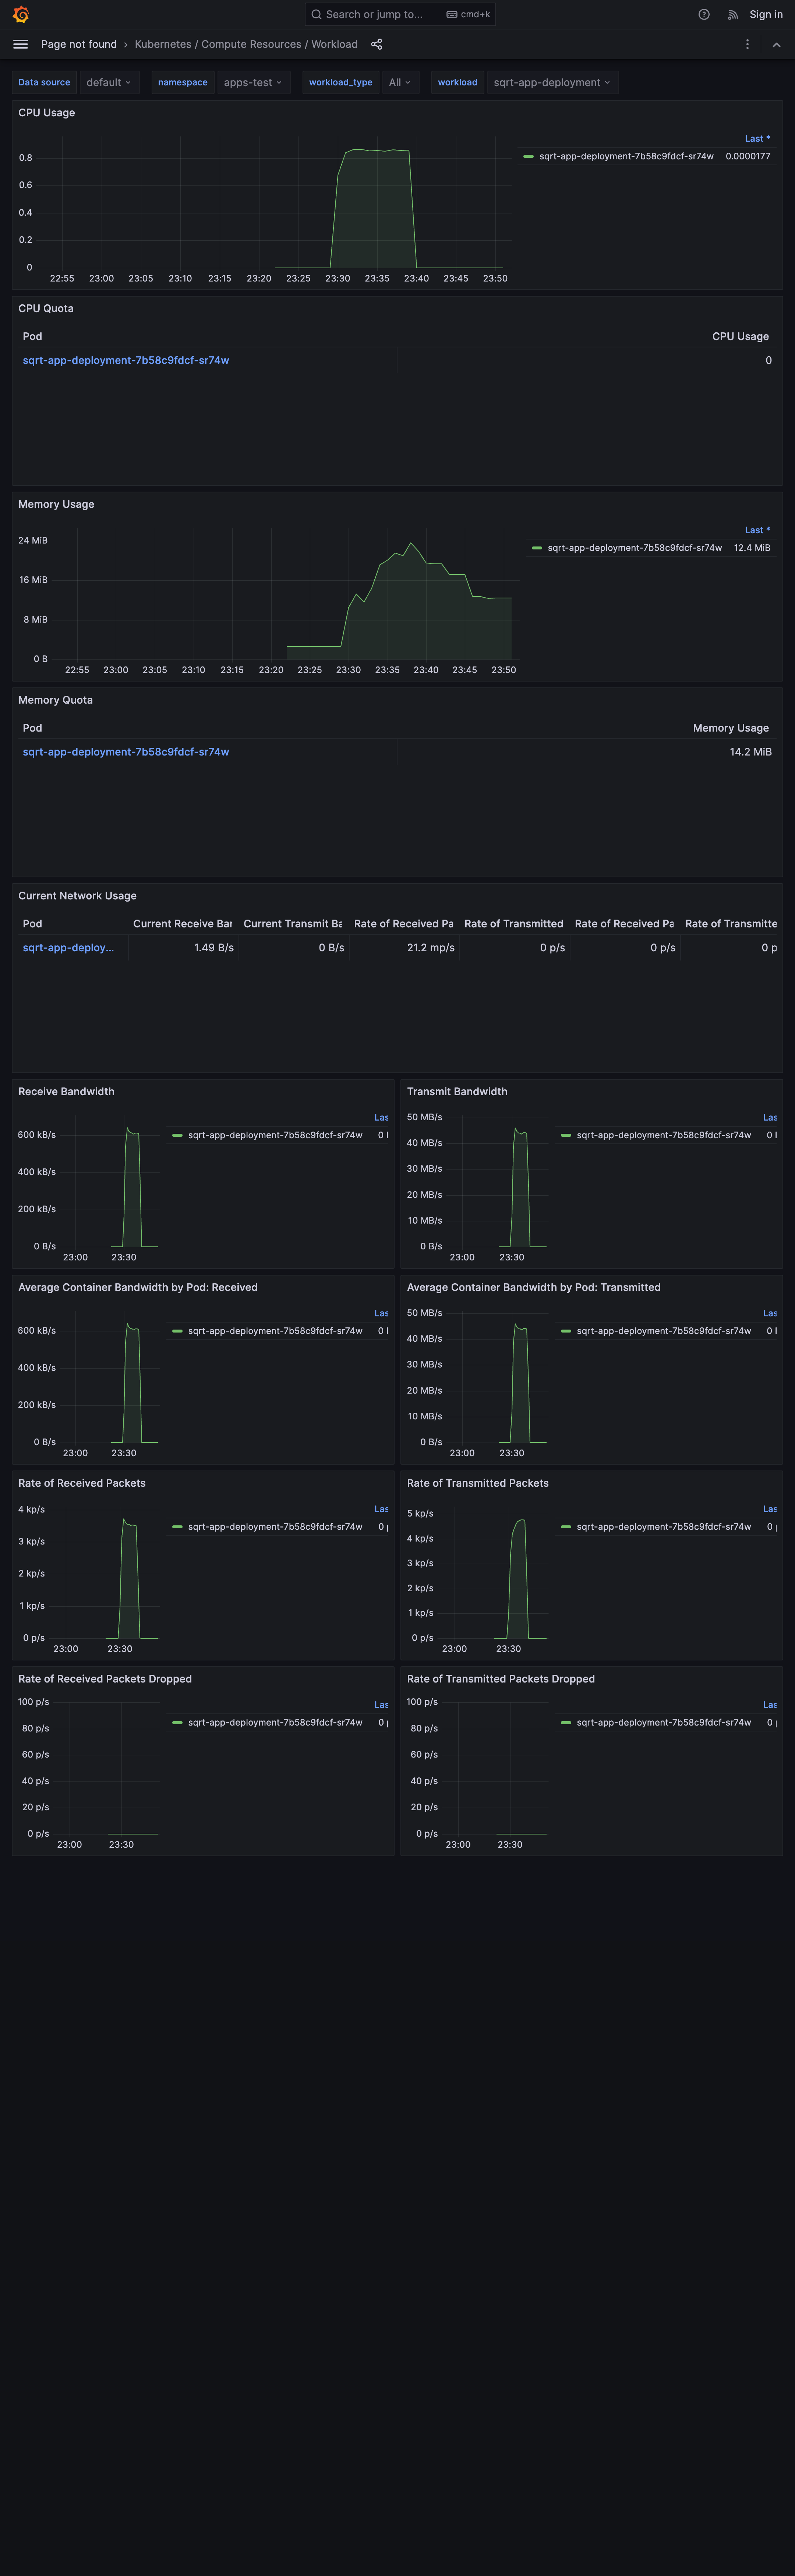 Search or jump to... cmd+k Sign in
Page not found › Kubernetes / Compute Resources / Workload
Data source default namespace apps-test workload_type All workload sqrt-app-deployment
CPU Usage
Last *
sqrt-app-deployment-7b58c9fdcf-sr74w 0.0000177
0.8
0.6
0.4
0.2
0
22:55 23:00 23:05 23:10 23:15 23:20 23:25 23:30 23:35 23:40 23:45 23:50
CPU Quota
Pod CPU Usage
sqrt-app-deployment-7b58c9fdcf-sr74w 0
Memory Usage
Last *
sqrt-app-deployment-7b58c9fdcf-sr74w 12.4 MiB
24 MiB
16 MiB
8 MiB
0 B
22:55 23:00 23:05 23:10 23:15 23:20 23:25 23:30 23:35 23:40 23:45 23:50
Memory Quota
Pod Memory Usage
sqrt-app-deployment-7b58c9fdcf-sr74w 14.2 MiB
Current Network Usage
Pod Current Receive Bar Current Transmit Ba Rate of Received Pa Rate of Transmitted Rate of Received Pa Rate of Transmitte
sqrt-app-deploy... 1.49 B/s 0 B/s 21.2 mp/s 0 p/s 0 p/s 0 p
Receive Bandwidth
Las
sqrt-app-deployment-7b58c9fdcf-sr74w 0
600 kB/s
400 kB/s
200 kB/s
0 B/s
23:00 23:30
Transmit Bandwidth
Las
sqrt-app-deployment-7b58c9fdcf-sr74w 0
50 MB/s
40 MB/s
30 MB/s
20 MB/s
10 MB/s
0 B/s
23:00 23:30
Average Container Bandwidth by Pod: Received
Las
sqrt-app-deployment-7b58c9fdcf-sr74w 0
600 kB/s
400 kB/s
200 kB/s
0 B/s
23:00 23:30
Average Container Bandwidth by Pod: Transmitted
Las
sqrt-app-deployment-7b58c9fdcf-sr74w 0
50 MB/s
40 MB/s
30 MB/s
20 MB/s
10 MB/s
0 B/s
23:00 23:30
Rate of Received Packets
Las
sqrt-app-deployment-7b58c9fdcf-sr74w 0
4 kp/s
3 kp/s
2 kp/s
1 kp/s
0 p/s
23:00 23:30
Rate of Transmitted Packets
Las
sqrt-app-deployment-7b58c9fdcf-sr74w 0
5 kp/s
4 kp/s
3 kp/s
2 kp/s
1 kp/s
0 p/s
23:00 23:30
Rate of Received Packets Dropped
Las
sqrt-app-deployment-7b58c9fdcf-sr74w 0
100 p/s
80 p/s
60 p/s
40 p/s
20 p/s
0 p/s
23:00 23:30
Rate of Transmitted Packets Dropped
Las
sqrt-app-deployment-7b58c9fdcf-sr74w 0
100 p/s
80 p/s
60 p/s
40 p/s
20 p/s
0 p/s
23:00 23:30